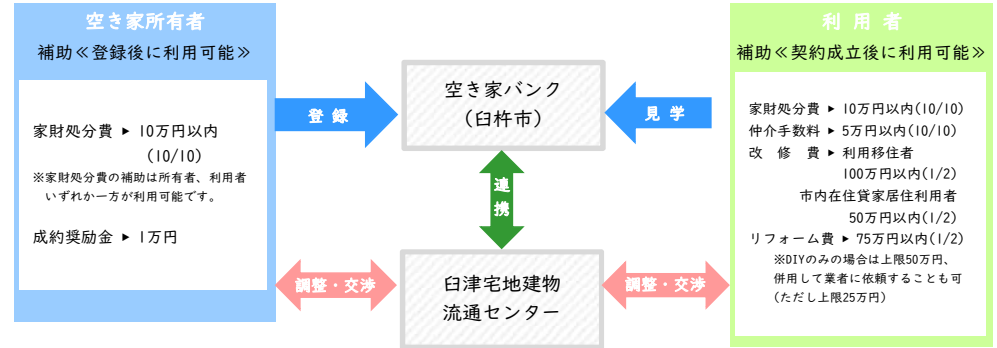 空き家所有者
補助≪登録後に利用可能≫
家財処分費 ▶ 10万円以内
(10/10)
※家財処分費の補助は所有者、利用者
いずれか一方が利用可能です。
成約奨励金 ▶ 1万円
登録
空き家バンク
(臼杵市)
見学
連携
調整・交渉
臼津宅地建物
流通センター
調整・交渉
利用者
補助≪契約成立後に利用可能≫
家財処分費 ▶ 10万円以内(10/10)
仲介手数料 ▶ 5万円以内(10/10)
改修費 ▶ 利用移住者
100万円以内(1/2)
市内在住貸家居住利用者
50万円以内(1/2)
リフォーム費 ▶ 75万円以内(1/2)
※DIYのみの場合は上限50万円、
併用して業者に依頼することも可
(ただし上限25万円)